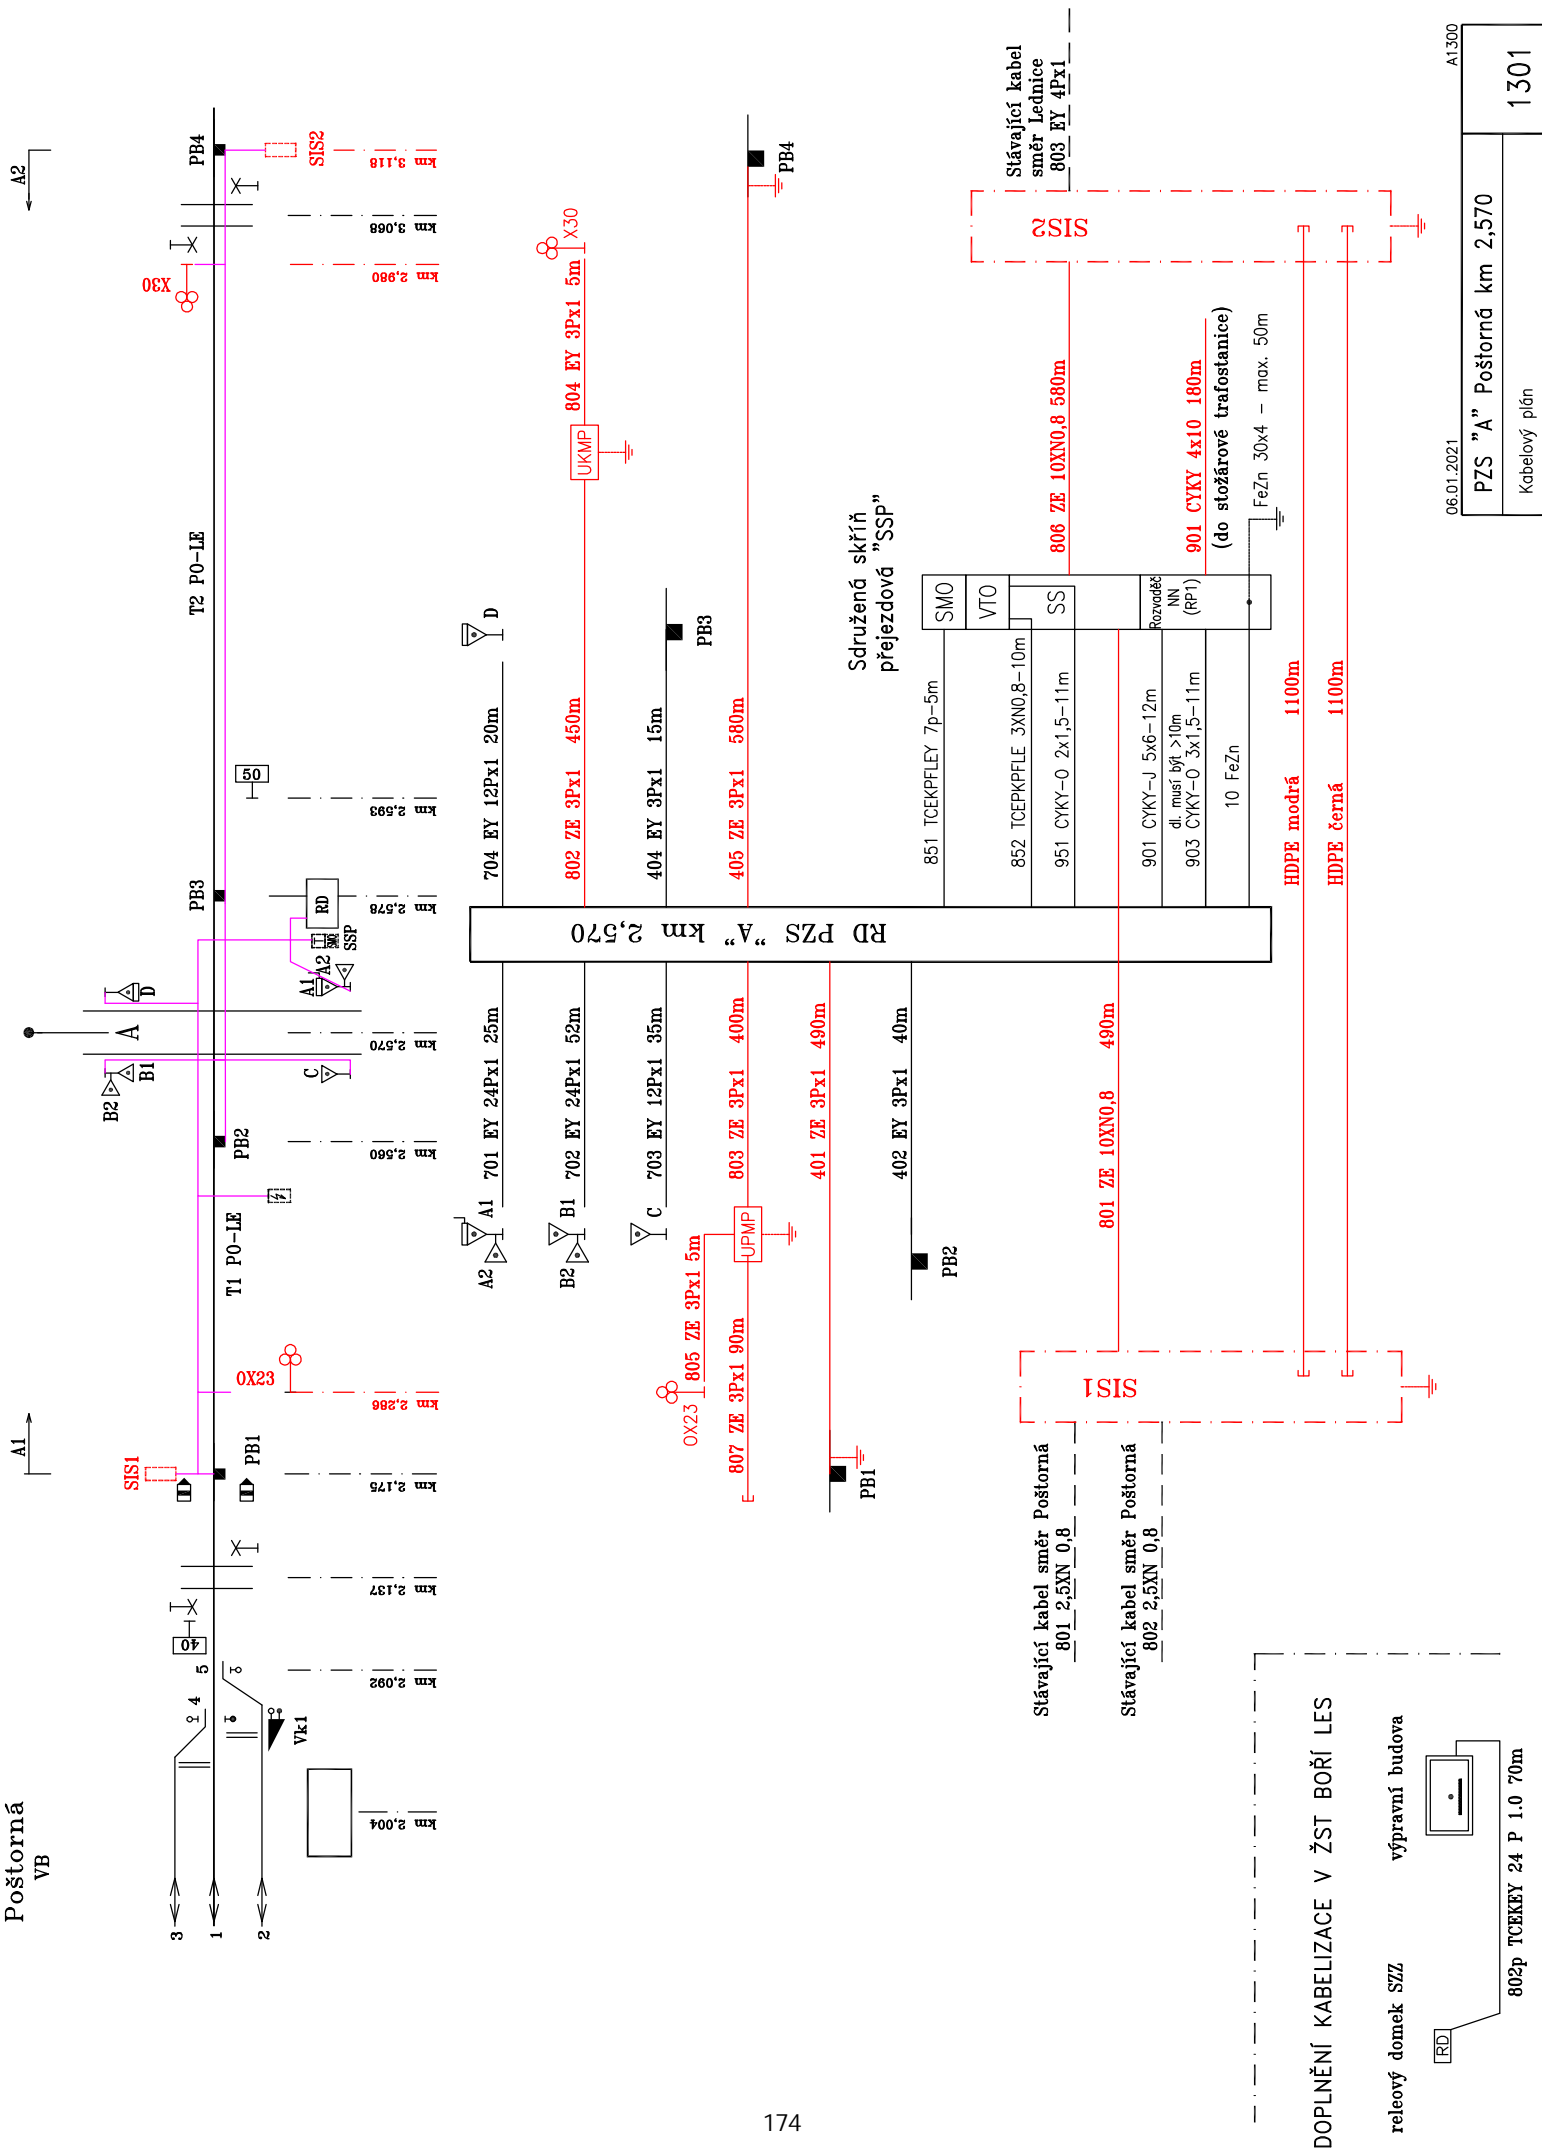 Poštorná
VB
3
1
2
4
5
Vk1
40
A1
SIS1
PB1
0X23
T1 PO-LE
PB2
B2
B1
C
A
D
A1
A2
SMO
SSP
RD
PB3
50
T2 PO-LE
X30
PB4
SIS2
A2
km 2,004
km 2,092
km 2,137
km 2,175
km 2,286
km 2,560
km 2,570
km 2,578
km 2,593
km 2,980
km 3,068
km 3,118
A2
A1
701 EY 24Px1 25m
704 EY 12Px1 20m
D
B2
B1
702 EY 24Px1 52m
802 ZE 3Px1 450m
UKMP
804 EY 3Px1 5m
X30
C
703 EY 12Px1 35m
404 EY 3Px1 15m
PB3
OX23
805 ZE 3Px1 5m
807 ZE 3Px1 90m
UPMP
803 ZE 3Px1 400m
405 ZE 3Px1 580m
PB4
PB1
401 ZE 3Px1 490m
PB2
402 EY 3Px1 40m
RD PZS "A" km 2,570
Sdružená skříň
přejezdová "SSP"
851 TCEKPFLEY 7p-5m
SMO
VTO
852 TCEPKPFLE 3XN0,8-10m
951 CYKY-O 2x1,5-11m
SS
801 ZE 10XN0,8 490m
806 ZE 10XN0,8 580m
901 CYKY-J 5x6-12m
dl. musí být >10m
903 CYKY-O 3x1,5-11m
Rozvaděč
NN
(RP1)
901 CYKY 4x10 180m
(do stožárové trafostanice)
10 FeZn
FeZn 30x4 - max. 50m
Stávající kabel
směr Lednice
803 EY 4Px1
SIS2
SIS1
Stávající kabel směr Poštorná
801 2,5XN 0,8
Stávající kabel směr Poštorná
802 2,5XN 0,8
HDPE modrá 1100m
HDPE černá 1100m
DOPLNĚNÍ KABELIZACE V ŽST BOŘÍ LES
releový domek SZZ
výpravní budova
RD
802p TCEKEY 24 P 1.0 70m
06.01.2021
A1300
PZS "A" Poštorná km 2,570
1301
Kabelový plán
174